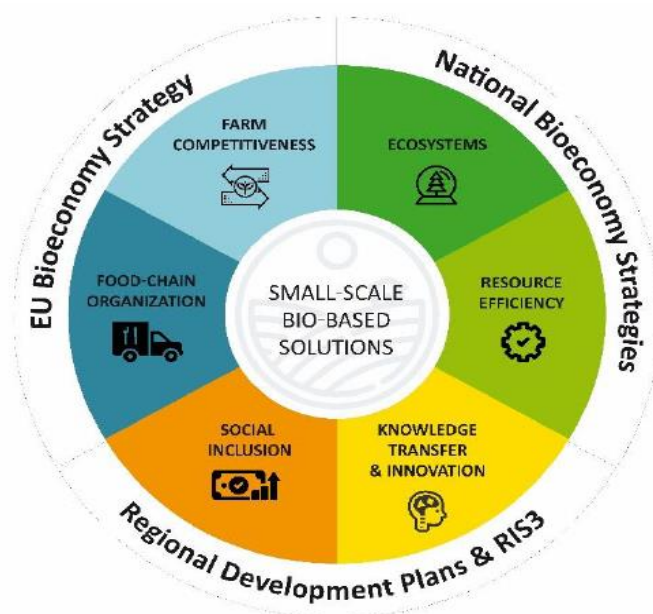 EU Bioeconomy Strategy
National Bioeconomy Strategies
FARM
COMPETITIVENESS
ECOSYSTEMS
FOOD-CHAIN
ORGANIZATION
SMALL-SCALE
BIO-BASED
SOLUTIONS
RESOURCE
EFFICIENCY
SOCIAL
INCLUSION
KNOWLEDGE
TRANSFER
& INNOVATION
Regional Development Plans & RIS3